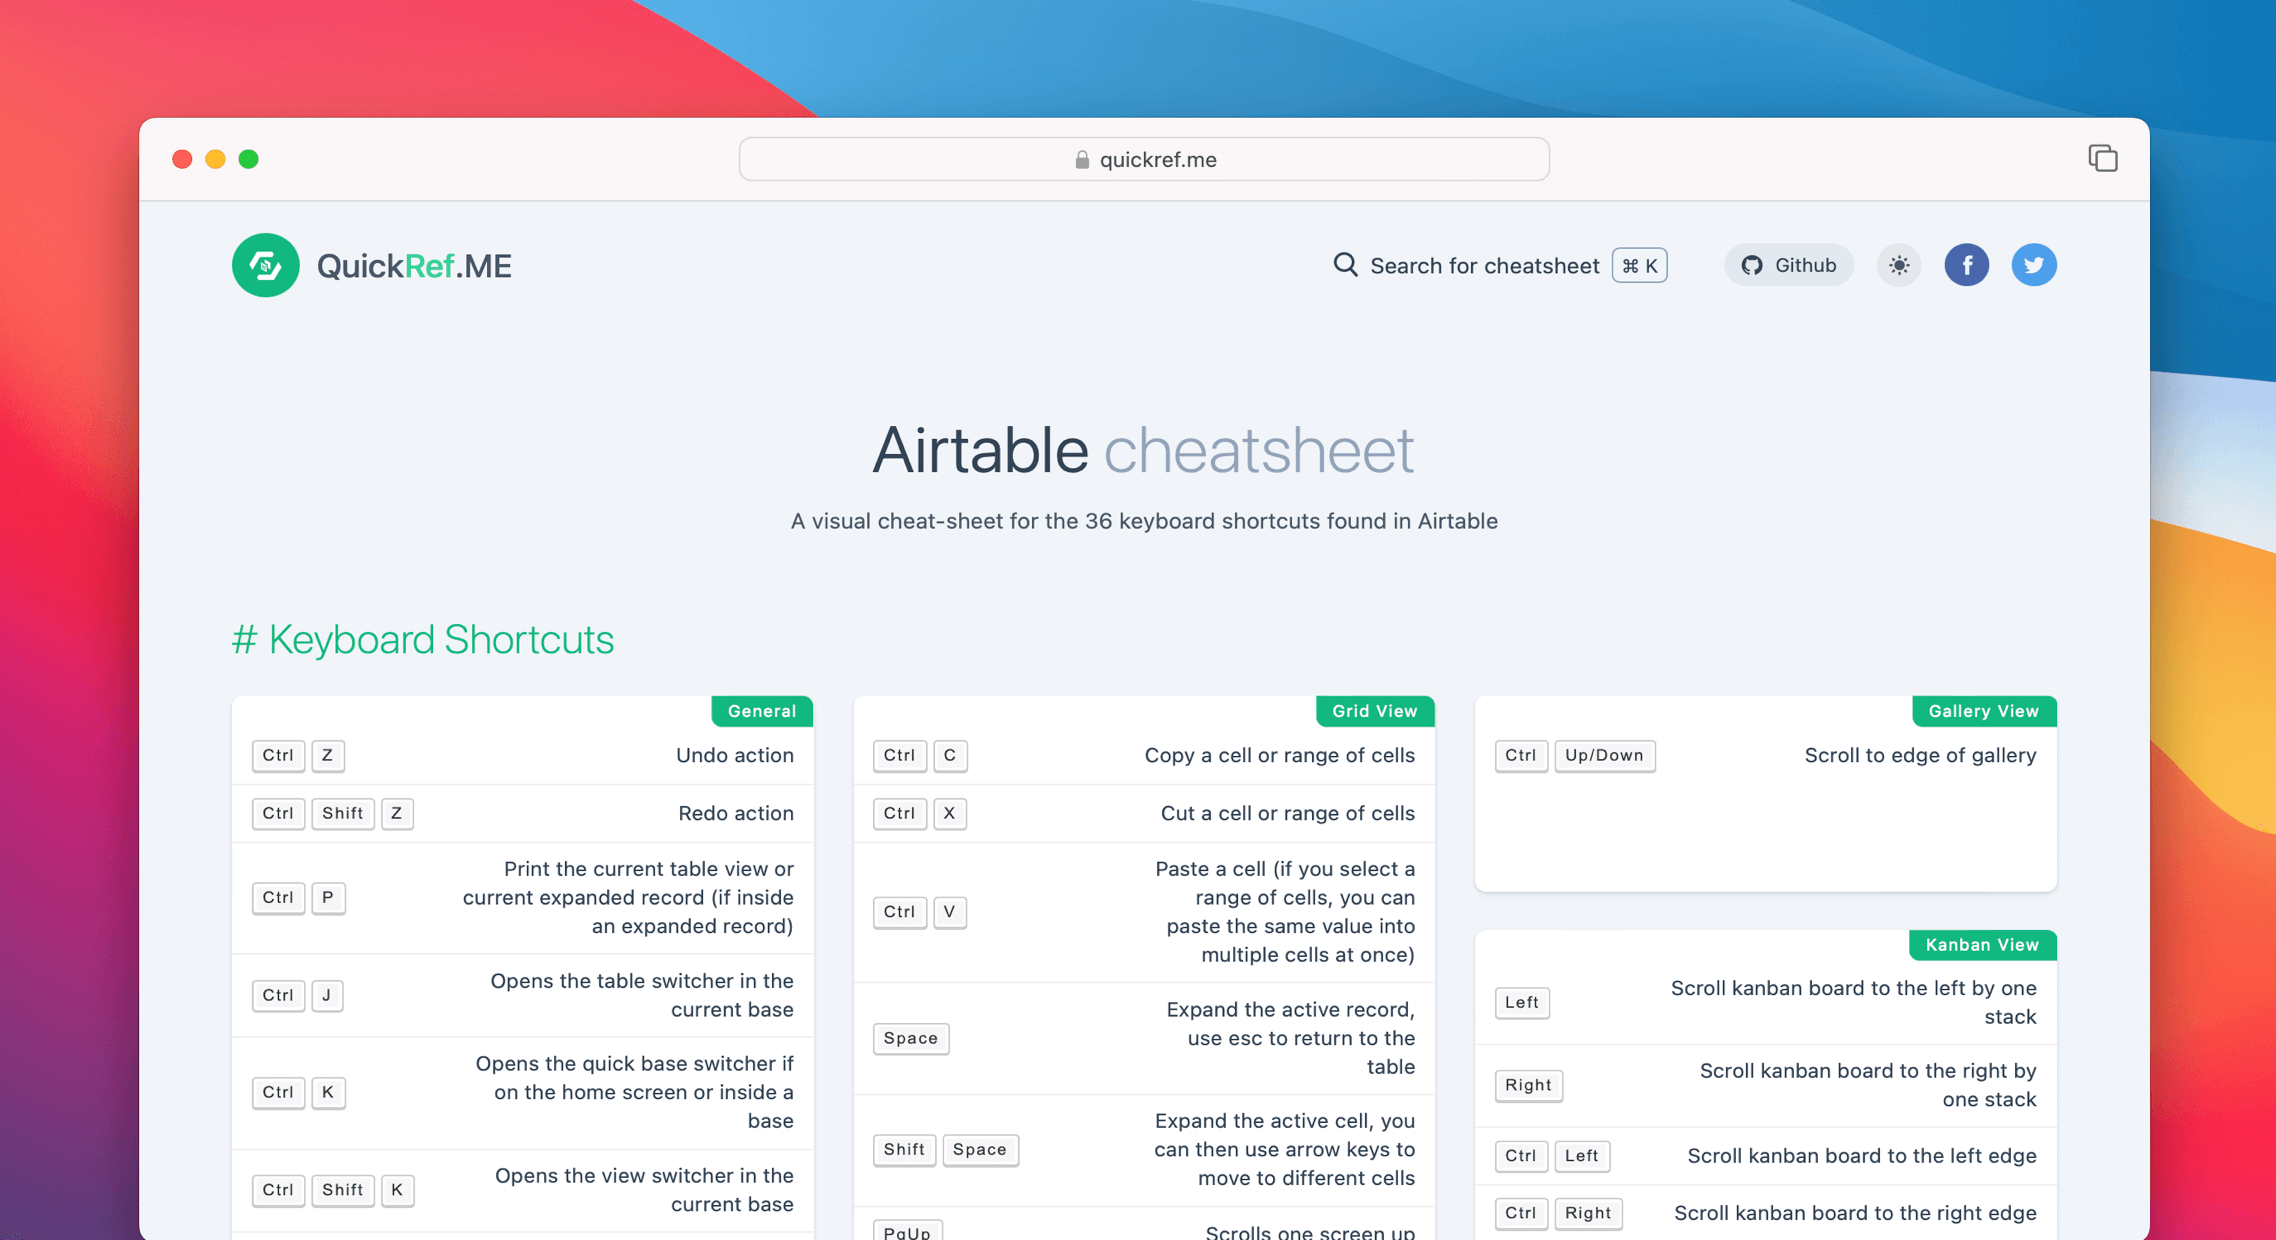 quickref.me
QuickRef.ME
Search for cheatsheet ⌘ K
Github
Airtable cheatsheet
A visual cheat-sheet for the 36 keyboard shortcuts found in Airtable
# Keyboard Shortcuts
General
Ctrl Z Undo action
Ctrl Shift Z Redo action
Print the current table view or
Ctrl P current expanded record (if inside
an expanded record)
Ctrl J Opens the table switcher in the
current base
Opens the quick base switcher if
Ctrl K on the home screen or inside a
base
Ctrl Shift K Opens the view switcher in the
current base
Grid View
Ctrl C Copy a cell or range of cells
Ctrl X Cut a cell or range of cells
Paste a cell (if you select a
Ctrl V range of cells, you can
paste the same value into
multiple cells at once)
Expand the active record,
Space use esc to return to the
table
Expand the active cell, you
Shift Space can then use arrow keys to
move to different cells
PgUp Scrolls one screen up
Gallery View
Ctrl Up/Down Scroll to edge of gallery
Kanban View
Left Scroll kanban board to the left by one
stack
Right Scroll kanban board to the right by
one stack
Ctrl Left Scroll kanban board to the left edge
Ctrl Right Scroll kanban board to the right edge